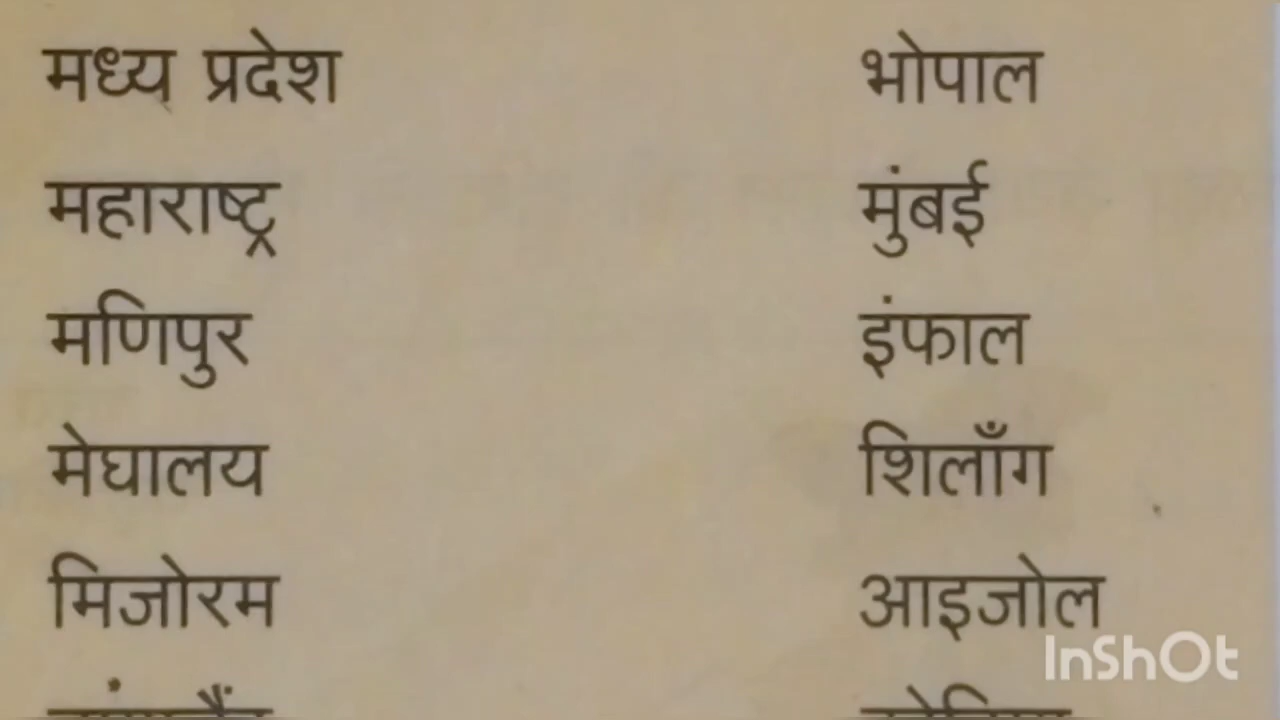 मध्य प्रदेश भोपाल
महाराष्ट्र मुंबई
मणिपुर इंफाल
मेघालय शिलाँग
मिजोरम आइजोल
InShOt